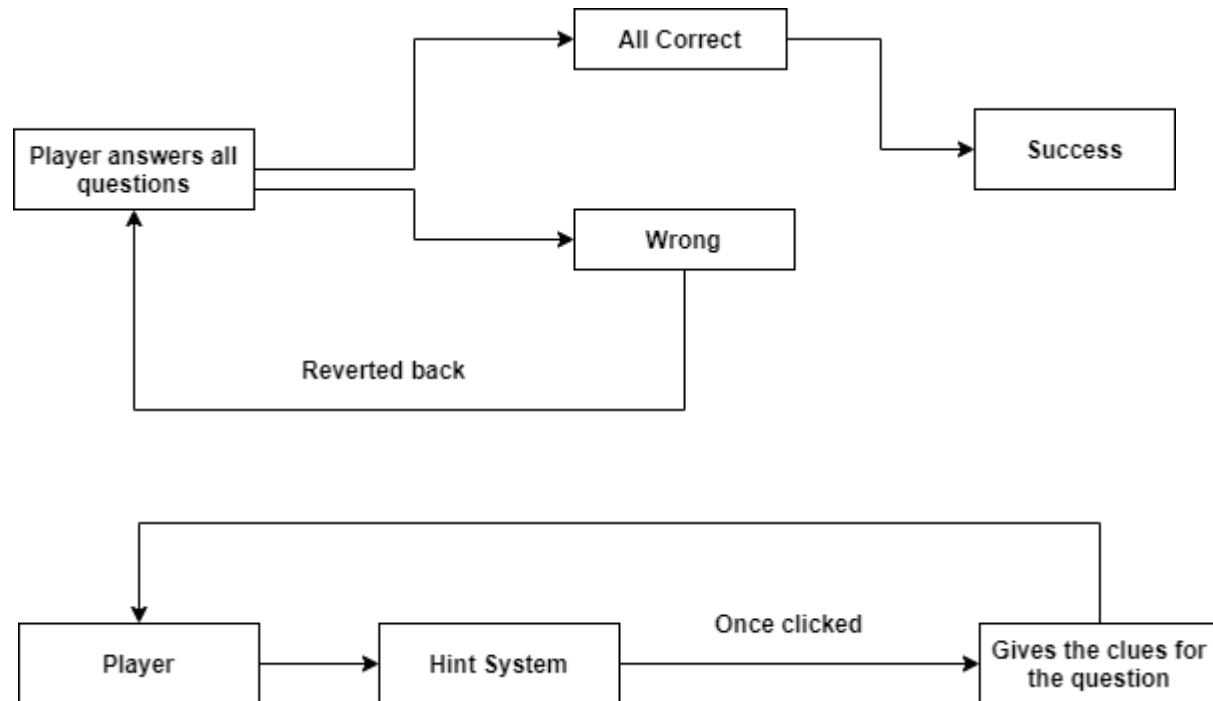 All Correct
Player answers all
questions
Success
Wrong
Reverted back
Once clicked
Player
Hint System
Gives the clues for
the question